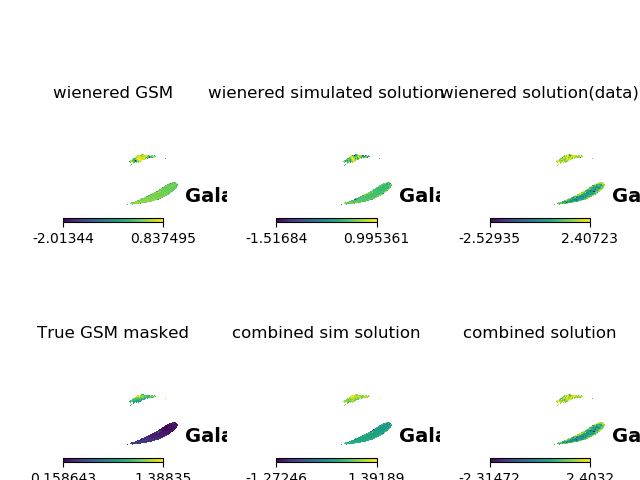 wienered GSM wienered simulated solution wienered solution(data)
Gala Gala Ga
-2.01344 0.837495 -1.51684 0.995361 -2.52935 2.40723
True GSM masked combined sim solution combined solution
Gala Gala Ga
0.158643 1.38835 -1.27246 1.39189 -2.31472 2.4032